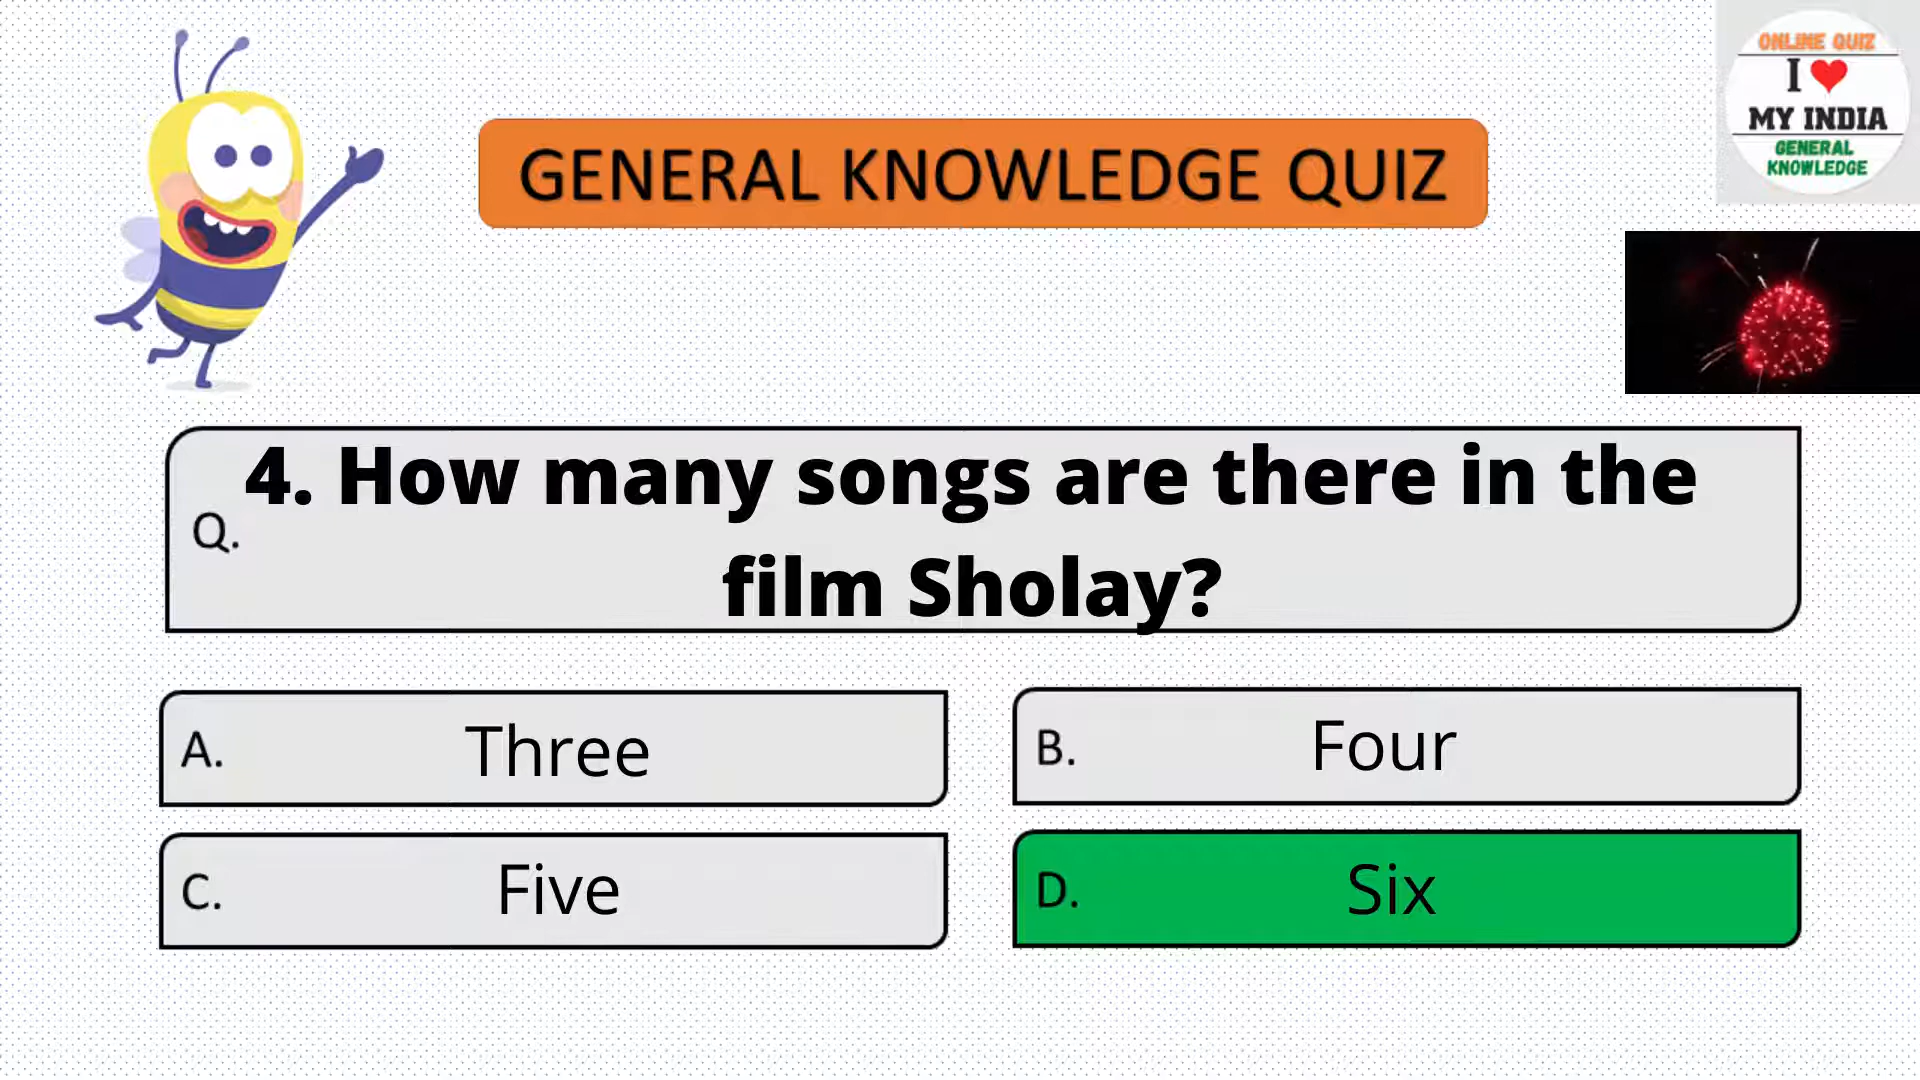 ONLINE QUIZ
I ❤
MY INDIA
GENERAL
KNOWLEDGE
GENERAL KNOWLEDGE QUIZ
Q. 4. How many songs are there in the
film Sholay?
A. Three
B. Four
C. Five
D. Six